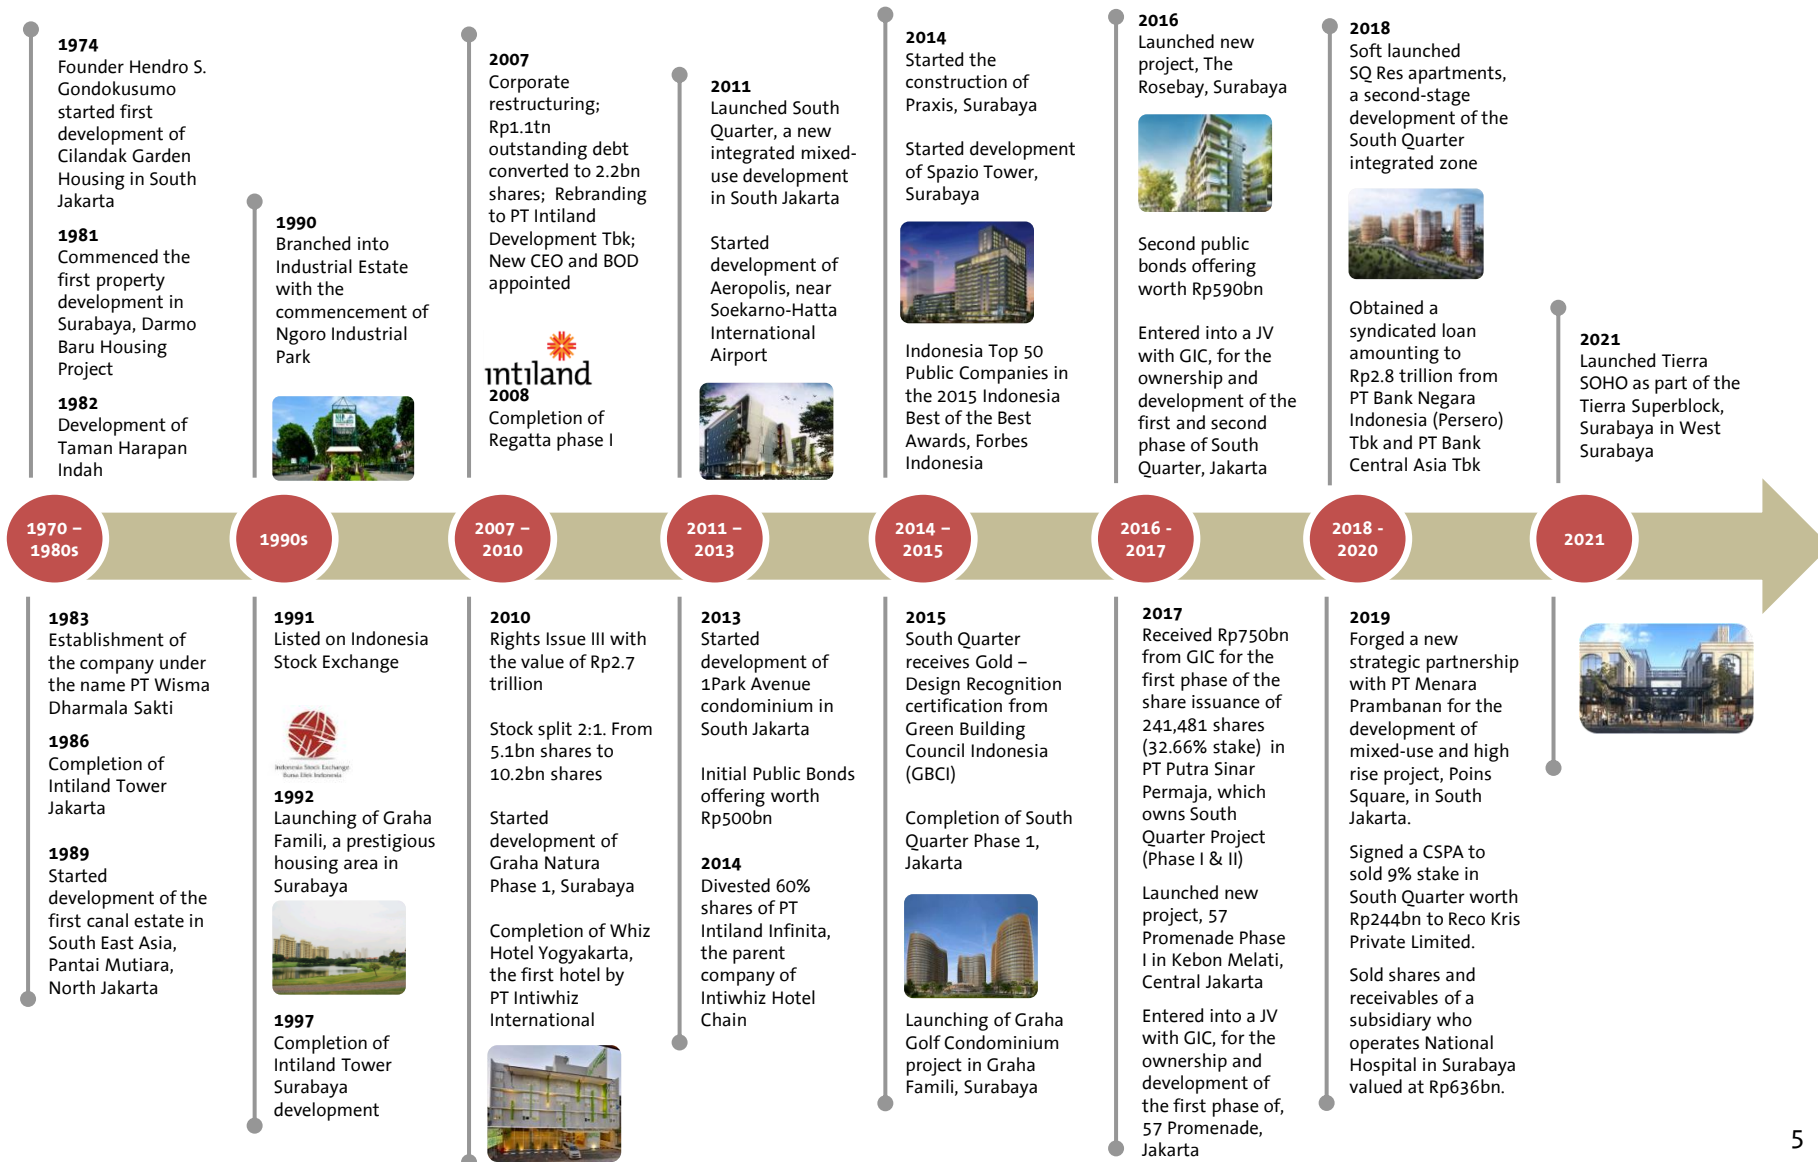 1974
Founder Hendro S.
Gondokusumo
started first
development of
Cilandak Garden
Housing in South
Jakarta
1981
Commenced the
first property
development in
Surabaya, Darmo
Baru Housing
Project
1982
Development of
Taman Harapan
Indah
1990
Branched into
Industrial Estate
with the
commencement of
Ngoro Industrial
Park
2007
Corporate
restructuring;
Rp1.1tn
outstanding debt
converted to 2.2bn
shares; Rebranding
to PT Intiland
Development Tbk;
New CEO and BOD
appointed
intiland
2008
Completion of
Regatta phase I
2011
Launched South
Quarter, a new
integrated mixed-
use development
in South Jakarta
Started
development of
Aeropolis, near
Soekarno-Hatta
International
Airport
2014
Started the
construction of
Praxis, Surabaya
Started development
of Spazio Tower,
Surabaya
Indonesia Top 50
Public Companies in
the 2015 Indonesia
Best of the Best
Awards, Forbes
Indonesia
2016
Launched new
project, The
Rosebay, Surabaya
Second public
bonds offering
worth Rp590bn
Entered into a JV
with GIC, for the
ownership and
development of the
first and second
phase of South
Quarter, Jakarta
2018
Soft launched
SQ Res apartments,
a second-stage
development of the
South Quarter
integrated zone
Obtained a
syndicated loan
amounting to
Rp2.8 trillion from
PT Bank Negara
Indonesia (Persero)
Tbk and PT Bank
Central Asia Tbk
2021
Launched Tierra
SOHO as part of the
Tierra Superblock,
Surabaya in West
Surabaya
1970 –
1980s
1990s
2007 –
2010
2011 –
2013
2014 –
2015
2016 -
2017
2018 -
2020
2021
1983
Establishment of
the company under
the name PT Wisma
Dharmala Sakti
1986
Completion of
Intiland Tower
Jakarta
1989
Started
development of the
first canal estate in
South East Asia,
Pantai Mutiara,
North Jakarta
1991
Listed on Indonesia
Stock Exchange
Indonesia Stock Exchange
Bursa Efek Indonesia
1992
Launching of Graha
Famili, a prestigious
housing area in
Surabaya
1997
Completion of
Intiland Tower
Surabaya
development
2010
Rights Issue III with
the value of Rp2.7
trillion
Stock split 2:1. From
5.1bn shares to
10.2bn shares
Started
development of
Graha Natura
Phase 1, Surabaya
Completion of Whiz
Hotel Yogyakarta,
the first hotel by
PT Intiwhiz
International
2013
Started
development of
1Park Avenue
condominium in
South Jakarta
Initial Public Bonds
offering worth
Rp500bn
2014
Divested 60%
shares of PT
Intiland Infinita,
the parent
company of
Intiwhiz Hotel
Chain
2015
South Quarter
receives Gold –
Design Recognition
certification from
Green Building
Council Indonesia
(GBCI)
Completion of South
Quarter Phase 1,
Jakarta
Launching of Graha
Golf Condominium
project in Graha
Famili, Surabaya
2017
Received Rp750bn
from GIC for the
first phase of the
share issuance of
241,481 shares
(32.66% stake) in
PT Putra Sinar
Permaja, which
owns South
Quarter Project
(Phase I & II)
Launched new
project, 57
Promenade Phase
I in Kebon Melati,
Central Jakarta
Entered into a JV
with GIC, for the
ownership and
development of
the first phase of,
57 Promenade,
Jakarta
2019
Forged a new
strategic partnership
with PT Menara
Prambanan for the
development of
mixed-use and high
rise project, Poins
Square, in South
Jakarta.
Signed a CSPA to
sold 9% stake in
South Quarter worth
Rp244bn to Reco Kris
Private Limited.
Sold shares and
receivables of a
subsidiary who
operates National
Hospital in Surabaya
valued at Rp636bn.
5